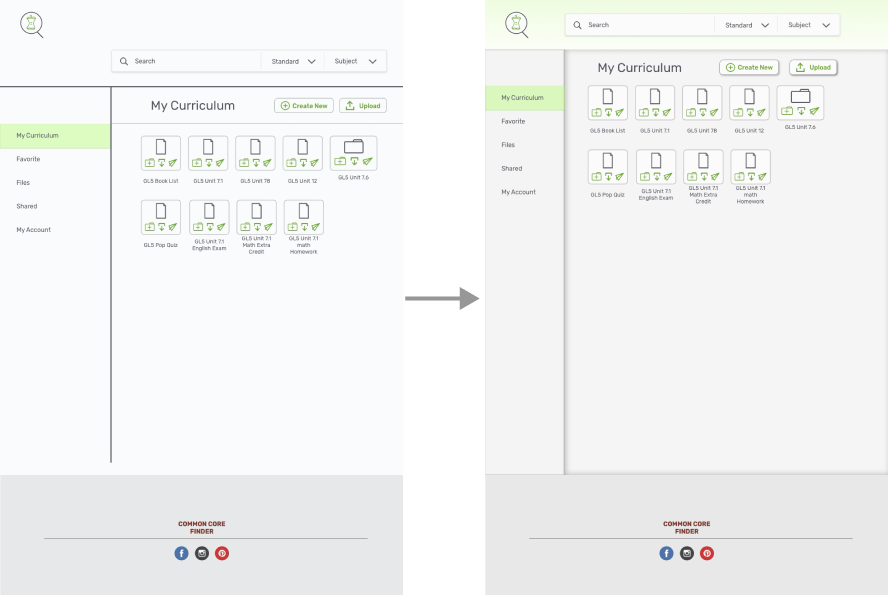 Search Standard Subject
My Curriculum Create New Upload
My Curriculum
Favorite
Files
Shared
My Account
GL5 Book List GL5 Unit 7.1 GL5 Unit 78 GL5 Unit 12 GL5 Unit 7.6
GL5 Pop Quiz GL5 Unit 7.1 GL5 Unit 7.1 GL5 Unit 7.1
English Exam Math Extra math
Credit Homework
COMMON CORE
FINDER
Search Standard Subject
My Curriculum Create New Upload
My Curriculum
Favorite
Files
Shared
My Account
GL5 Book List GL5 Unit 7.1 GL5 Unit 78 GL5 Unit 12 GL5 Unit 7.6
GL5 Pop Quiz GL5 Unit 7.1 GL5 Unit 7.1 GL5 Unit 7.1
English Exam Math Extra math
Credit Homework
COMMON CORE
FINDER